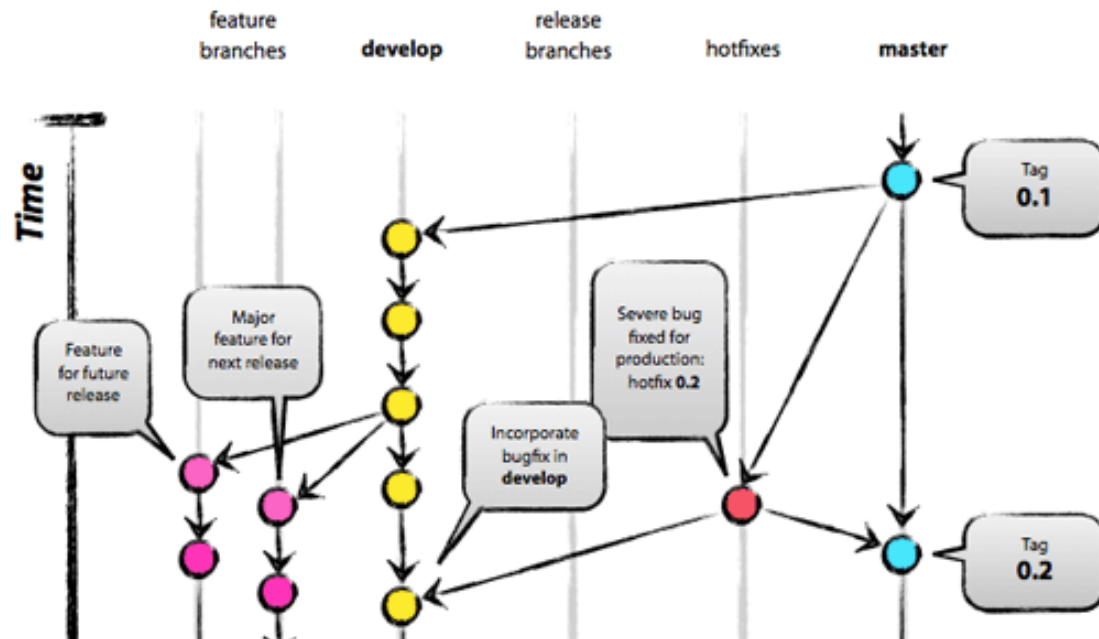 feature
branches
develop
release
branches
hotfixes
master
Time
Tag
0.1
Major
feature for
next release
Severe bug
fixed for
production:
hotfix 0.2
Feature
for future
release
Incorporate
bugfix in
develop
Tag
0.2